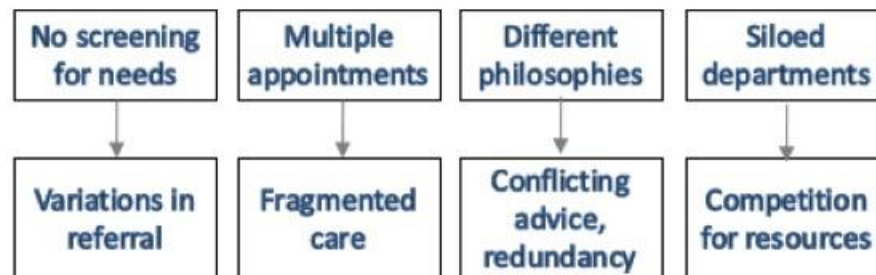 No screening
for needs
Multiple
appointments
Different
philosophies
Siloed
departments
Variations in
referral
Fragmented
care
Conflicting
advice,
redundancy
Competition
for resources